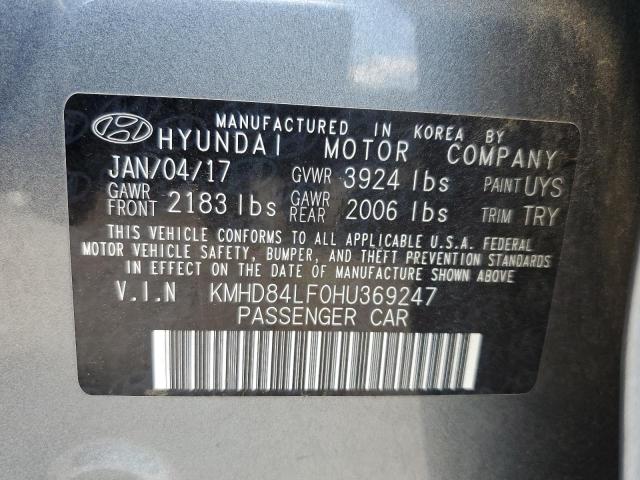 MANUFACTURED IN KOREA BY
HYUNDAI MOTOR COMPANY
JAN/04/17 GVWR 3924 lbs PAINT UYS
GAWR FRONT 2183 lbs GAWR REAR 2006 lbs TRIM TRY
THIS VEHICLE CONFORMS TO ALL APPLICABLE U.S.A. FEDERAL
MOTOR VEHICLE SAFETY, BUMPER, AND THEFT PREVENTION STANDARDS
IN EFFECT ON THE DATE OF MANUFACTURE SHOWN ABOVE
V.I.N KMHD84LF0HU369247
PASSENGER CAR